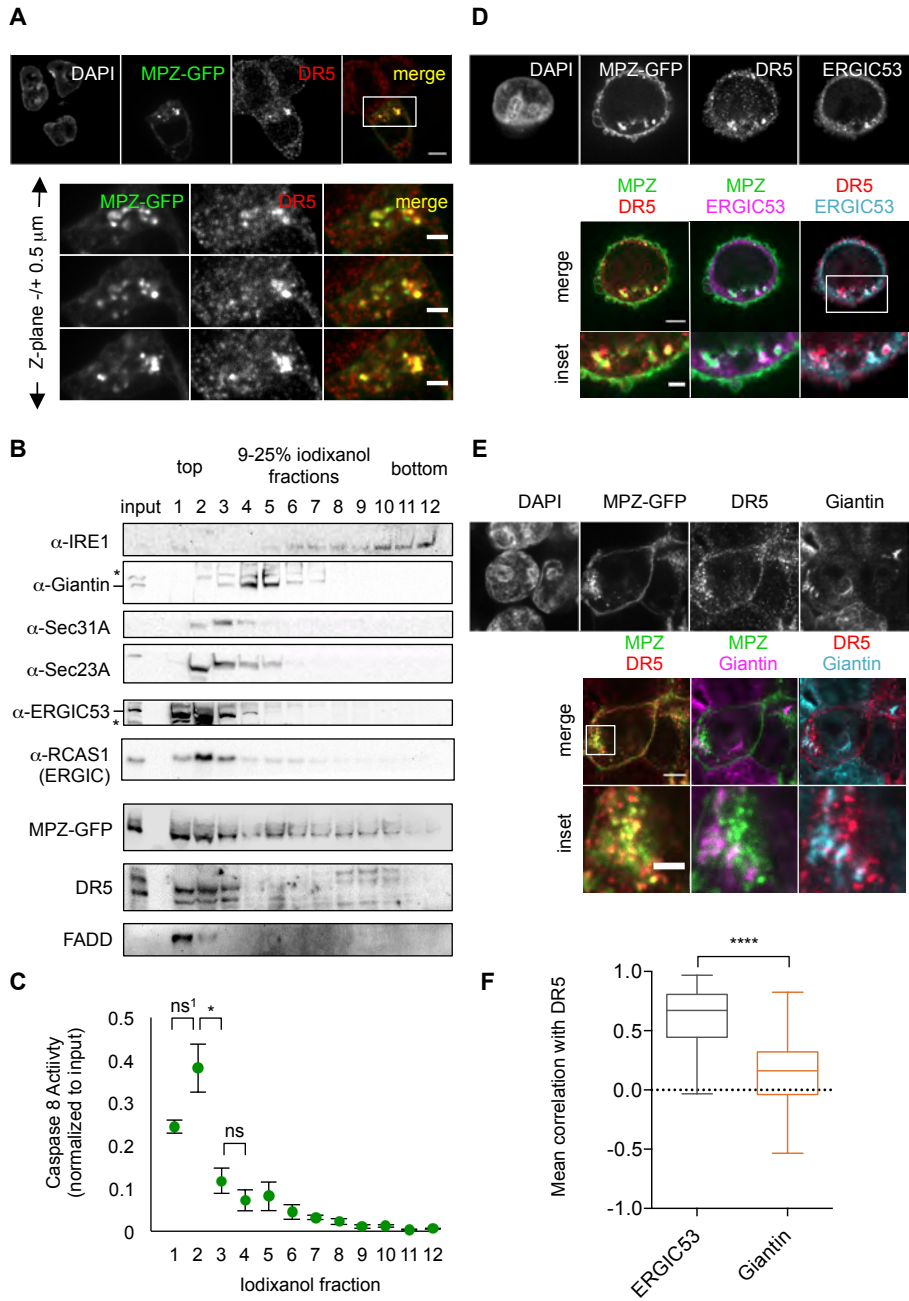 A
DAPI MPZ-GFP DR5 merge
Z-plane -/+ 0.5 µm
MPZ-GFP DR5 merge
B
9-25% iodixanol
top fractions bottom
input 1 2 3 4 5 6 7 8 9 10 11 12
α-IRE1
*
α-Giantin
α-Sec31A
α-Sec23A
α-ERGIC53
*
α-RCAS1
(ERGIC)
MPZ-GFP
DR5
FADD
C
ns1 *
ns
Caspase 8 Actiivty
(normalized to input)
0.5
0.4
0.3
0.2
0.1
0
1 2 3 4 5 6 7 8 9 10 11 12
Iodixanol fraction
D
DAPI MPZ-GFP DR5 ERGIC53
MPZ MPZ DR5
DR5 ERGIC53 ERGIC53
merge
inset
E
DAPI MPZ-GFP DR5 Giantin
MPZ MPZ DR5
DR5 Giantin Giantin
merge
inset
F
****
Mean correlation with DR5
1.0
0.5
0.0
-0.5
-1.0
ERGIC53
Giantin